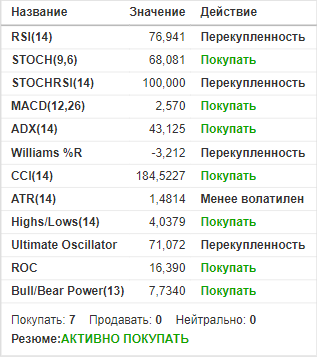 Название Значение Действие
RSI(14) 76,941 Перекупленность
STOCH(9,6) 68,081 Покупать
STOCHRSI(14) 100,000 Перекупленность
MACD(12,26) 2,570 Покупать
ADX(14) 43,125 Покупать
Williams %R -3,212 Перекупленность
CCI(14) 184,5227 Покупать
ATR(14) 1,4814 Менее волатилен
Highs/Lows(14) 4,0379 Покупать
Ultimate Oscillator 71,072 Перекупленность
ROC 16,390 Покупать
Bull/Bear Power(13) 7,7340 Покупать
Покупать: 7 Продавать: 0 Нейтрально: 0
Резюме:АКТИВНО ПОКУПАТЬ